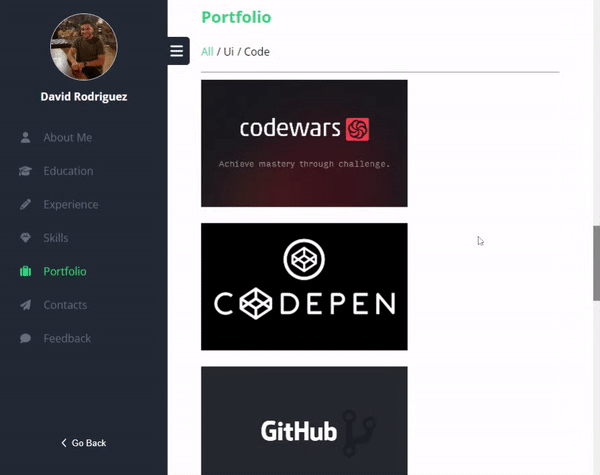 David Rodriguez
About Me
Education
Experience
Skills
Portfolio
Contacts
Feedback
Go Back
Portfolio
All / Ui / Code
codewars
Achieve mastery through challenge.
CODEPEN
GitHub